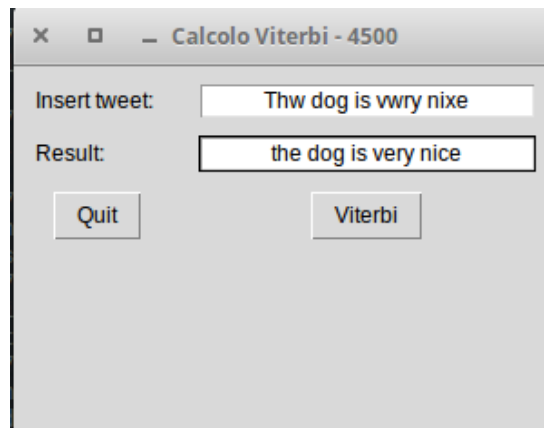 Calcolo Viterbi - 4500
Insert tweet: Thw dog is vwry nixe
Result: the dog is very nice
Quit Viterbi